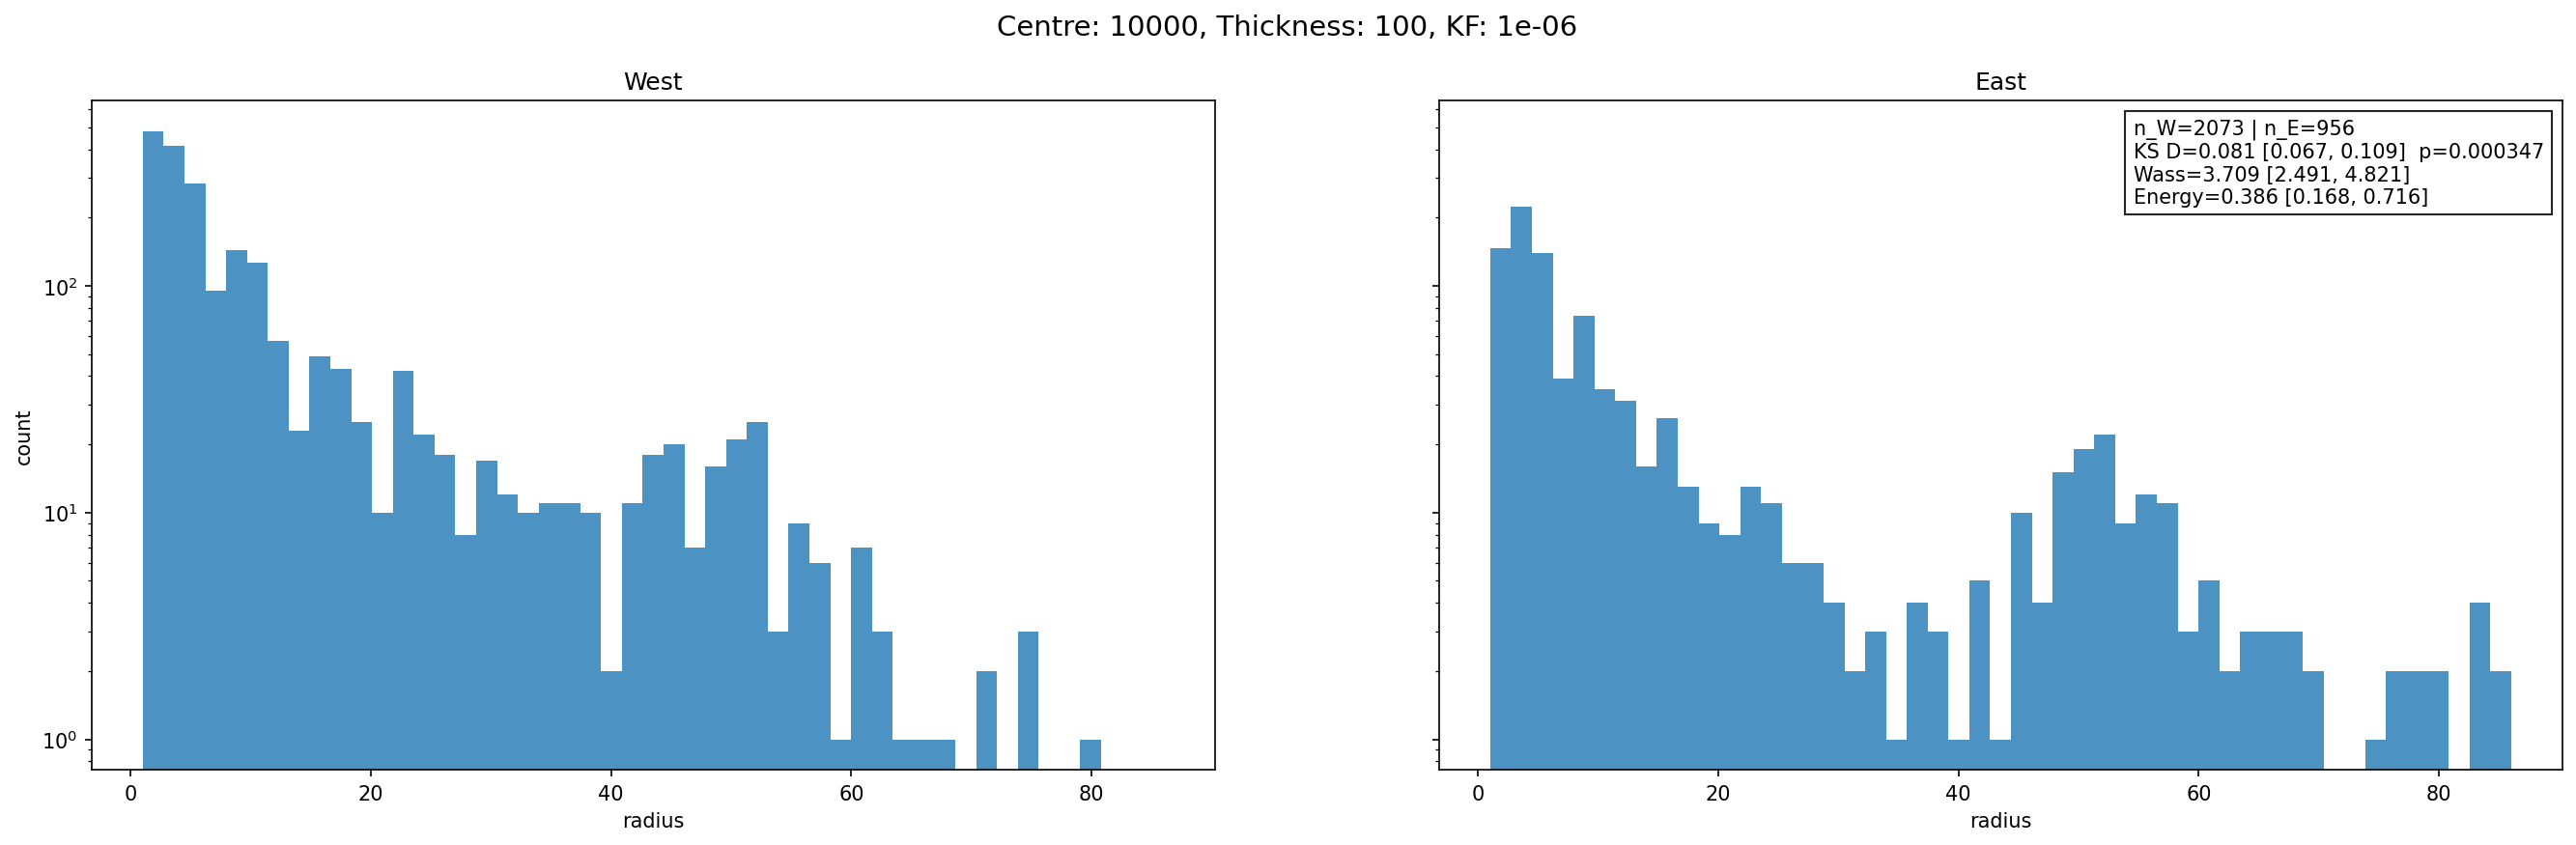 Centre: 10000, Thickness: 100, KF: 1e-06
West
count
10²
10¹
10⁰
0 20 40 60 80
radius
East
n_W=2073 | n_E=956
KS D=0.081 [0.067, 0.109]  p=0.000347
Wass=3.709 [2.491, 4.821]
Energy=0.386 [0.168, 0.716]
0 20 40 60 80
radius